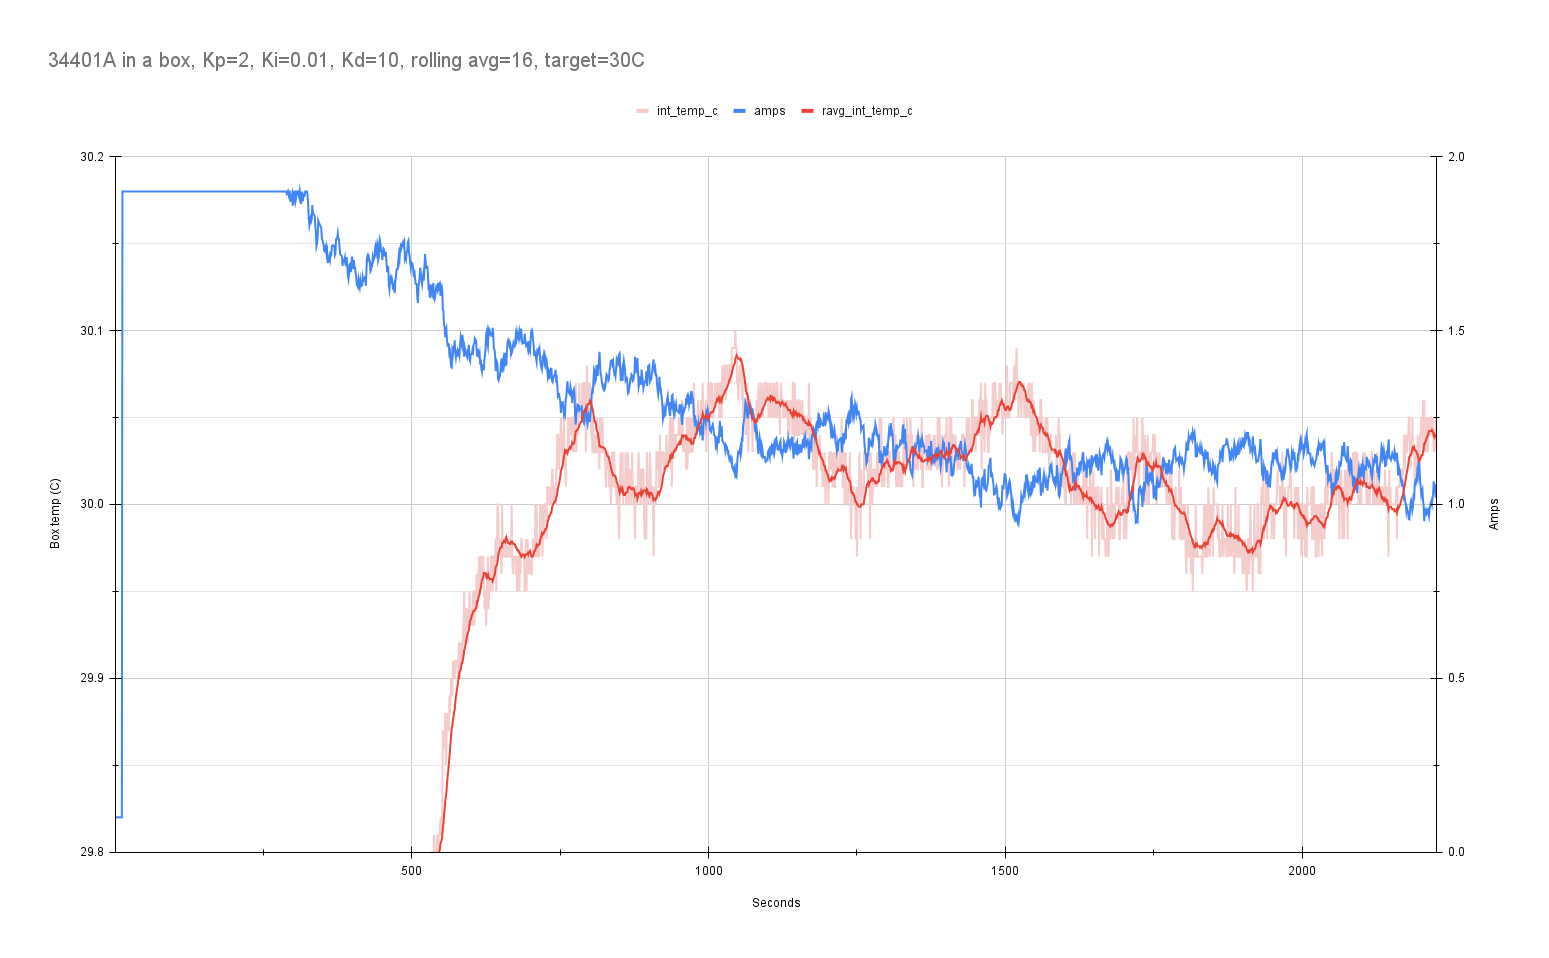 34401A in a box, Kp=2, Ki=0.01, Kd=10, rolling avg=16, target=30C
int_temp_c amps ravg_int_temp_c
30.2 2.0
30.1 1.5
30.0 1.0
29.9 0.5
29.8 0.0
Box temp (C)
Amps
500 1000 1500 2000
Seconds